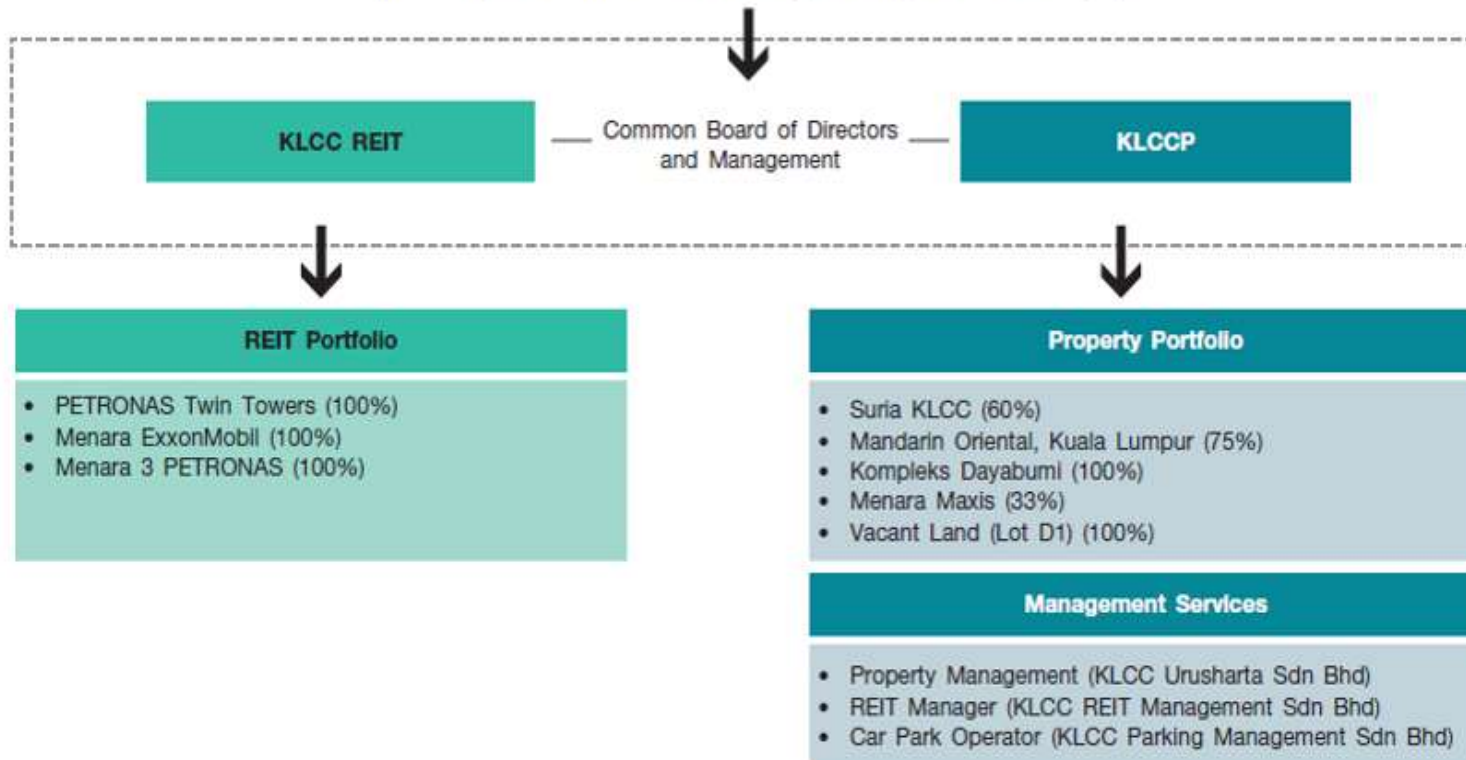 KLCC REIT
Common Board of Directors
and Management
KLCCP
REIT Portfolio
• PETRONAS Twin Towers (100%)
• Menara ExxonMobil (100%)
• Menara 3 PETRONAS (100%)
Property Portfolio
• Suria KLCC (60%)
• Mandarin Oriental, Kuala Lumpur (75%)
• Kompleks Dayabumi (100%)
• Menara Maxis (33%)
• Vacant Land (Lot D1) (100%)
Management Services
• Property Management (KLCC Urusharta Sdn Bhd)
• REIT Manager (KLCC REIT Management Sdn Bhd)
• Car Park Operator (KLCC Parking Management Sdn Bhd)